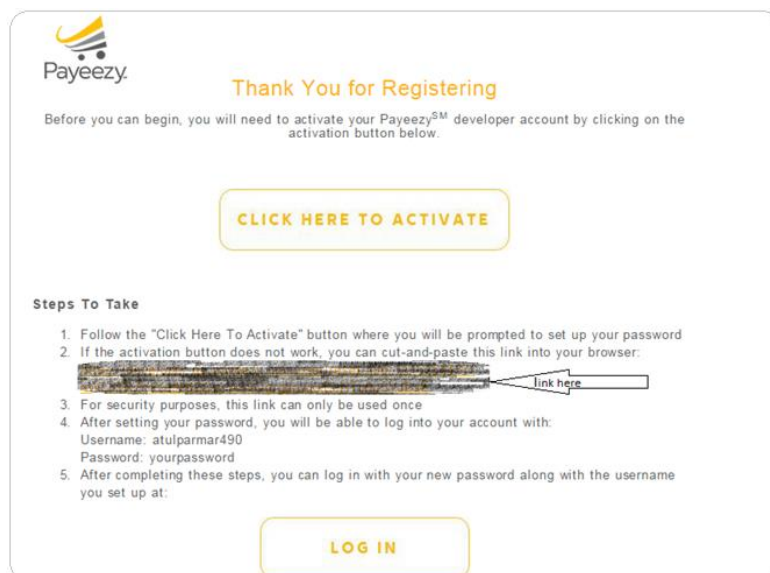 Payeezy.
Thank You for Registering
Before you can begin, you will need to activate your Payeezy℠ developer account by clicking on the
activation button below.
CLICK HERE TO ACTIVATE
Steps To Take
1. Follow the "Click Here To Activate" button where you will be prompted to set up your password
2. If the activation button does not work, you can cut-and-paste this link into your browser:
link here
3. For security purposes, this link can only be used once
4. After setting your password, you will be able to log into your account with:
Username: atulparmar490
Password: yourpassword
5. After completing these steps, you can log in with your new password along with the username
you set up at:
LOG IN